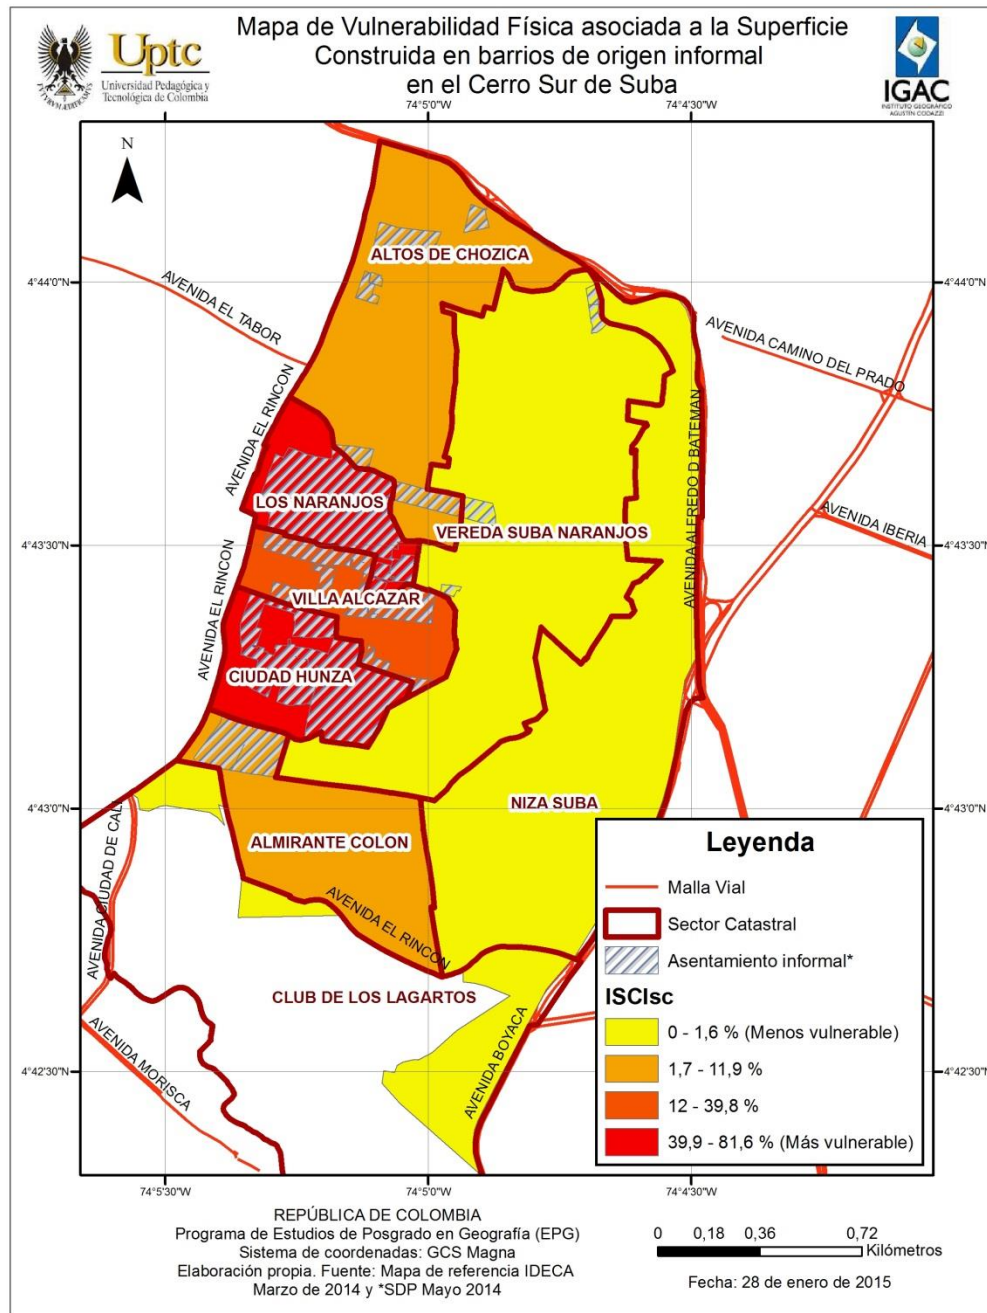 Mapa de Vulnerabilidad Física asociada a la Superficie
Construida en barrios de origen informal
en el Cerro Sur de Suba
Uptc
Universidad Pedagógica y
Tecnológica de Colombia
IGAC
INSTITUTO GEOGRÁFICO
AGUSTÍN CODAZZI
74°5'0"W
74°4'30"W
N
ALTOS DE CHOZICA
4°44'0"N
4°44'0"N
AVENIDA EL TABOR
AVENIDA CAMINO DEL PRADO
AVENIDA EL RINCON
AVENIDA ALFREDO D BATEMAN
LOS NARANJOS
VEREDA SUBA NARANJOS
AVENIDA IBERIA
4°43'30"N
4°43'30"N
VILLA ALCAZAR
AVENIDA EL RINCON
CIUDAD HUNZA
NIZA SUBA
4°43'0"N
4°43'0"N
ALMIRANTE COLON
AVENIDA CIUDAD DE CALI
AVENIDA EL RINCON
CLUB DE LOS LAGARTOS
AVENIDA BOYACA
AVENIDA MORISCA
4°42'30"N
4°42'30"N
Leyenda
Malla Vial
Sector Catastral
Asentamiento informal*
ISCIsc
0 - 1,6 % (Menos vulnerable)
1,7 - 11,9 %
12 - 39,8 %
39,9 - 81,6 % (Más vulnerable)
74°5'30"W
74°5'0"W
74°4'30"W
REPÚBLICA DE COLOMBIA
Programa de Estudios de Posgrado en Geografía (EPG)
Sistema de coordenadas: GCS Magna
Elaboración propia. Fuente: Mapa de referencia IDECA
Marzo de 2014 y *SDP Mayo 2014
0 0,18 0,36 0,72
Kilómetros
Fecha: 28 de enero de 2015